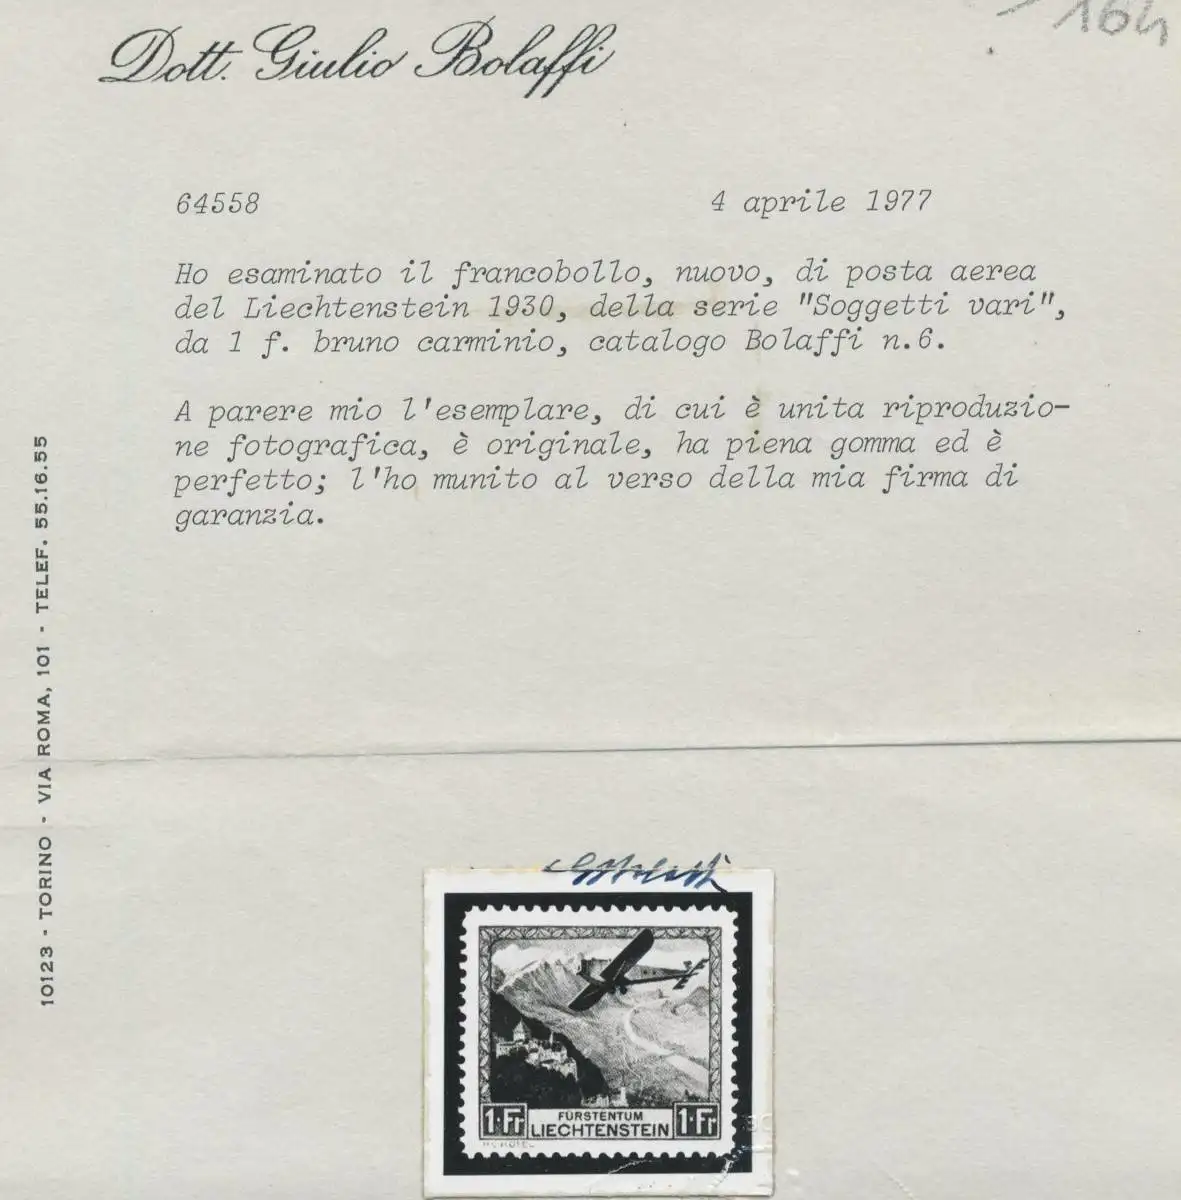 164
Dott. Giulio Bolaffi
64558 4 aprile 1977
Ho esaminato il francobollo, nuovo, di posta aerea
del Liechtenstein 1930, della serie "Soggetti vari",
da 1 f. bruno carminio, catalogo Bolaffi n.6.
A parere mio l'esemplare, di cui è unita riproduzio-
ne fotografica, è originale, ha piena gomma ed è
perfetto; l'ho munito al verso della mia firma di
garanzia.
10123 - TORINO - VIA ROMA, 101 - TELEF. 55.16.55
GBolaffi
1·Fr FÜRSTENTUM 1·Fr
LIECHTENSTEIN